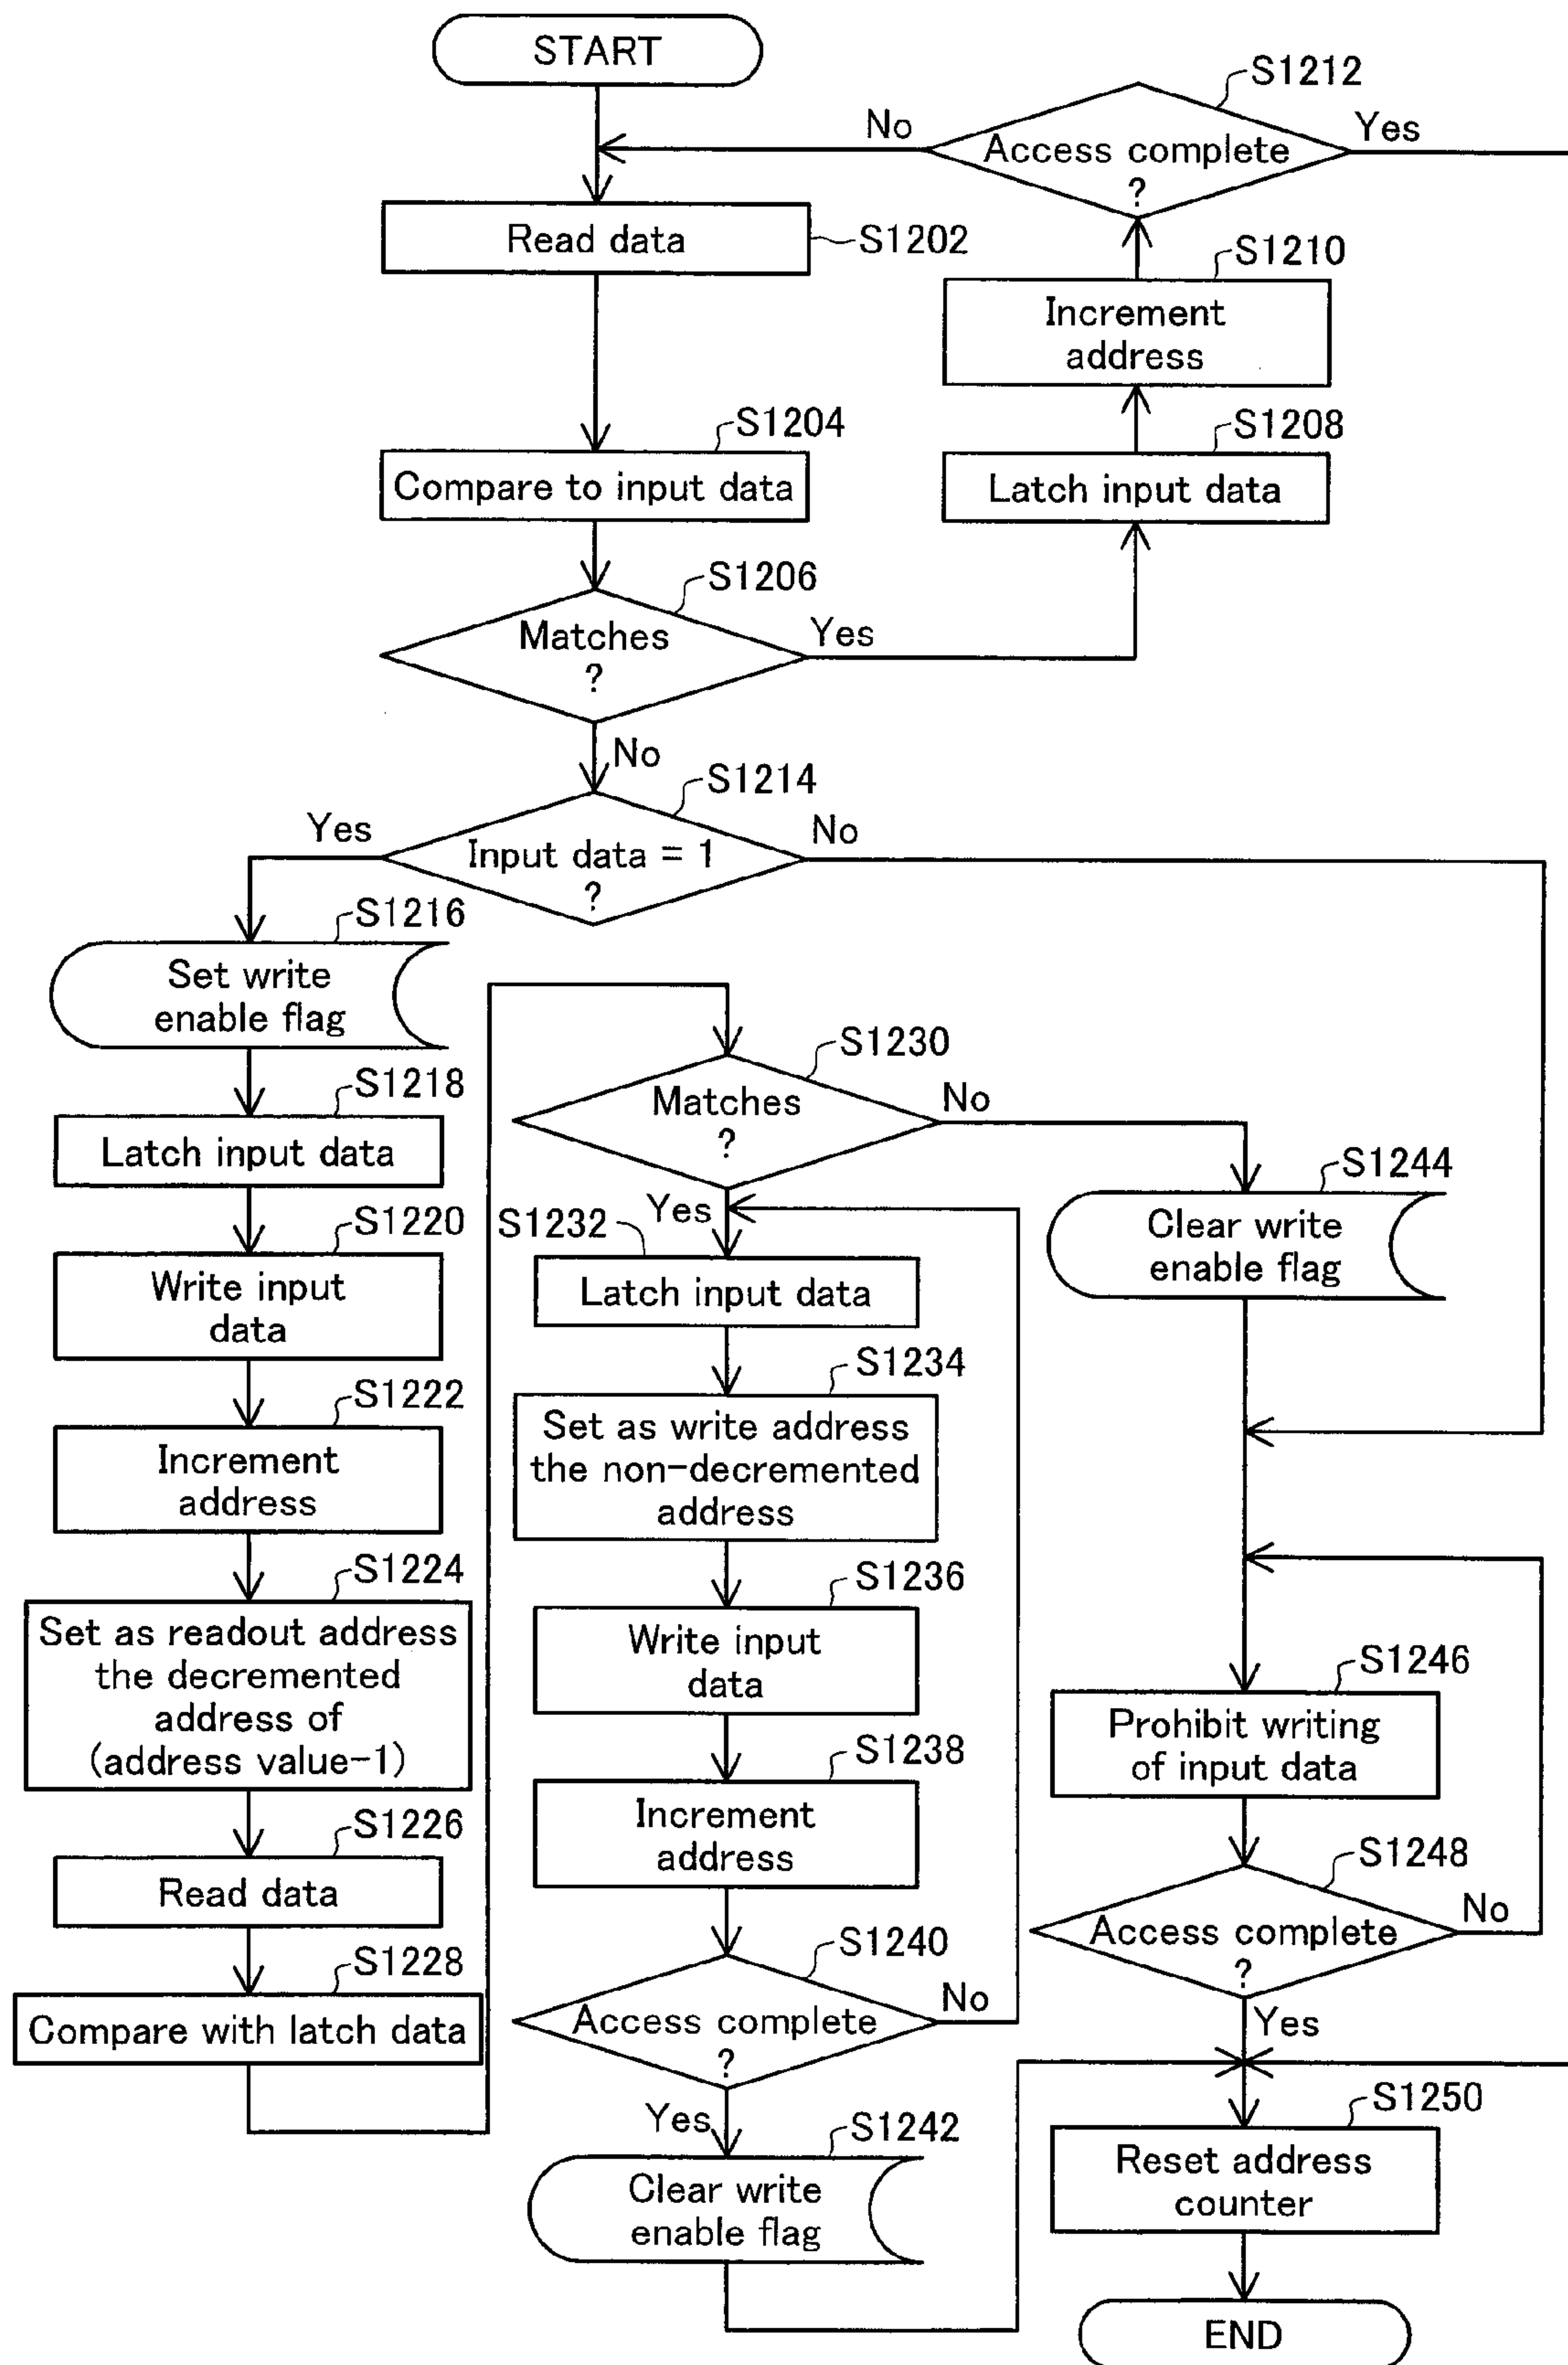 START
S1212
No
Yes
Access complete
?
Read data
S1202
S1210
Increment
address
S1204
S1208
Compare to input data
Latch input data
S1206
Matches
?
Yes
No
S1214
Yes
No
Input data = 1
?
S1216
Set write
enable flag
S1218
Latch input data
S1220
Write input
data
S1222
Increment
address
S1224
Set as readout address
the decremented
address of
(address value-1)
S1226
Read data
S1228
Compare with latch data
S1230
Matches
?
No
Yes
S1232
Latch input data
S1234
Set as write address
the non-decremented
address
S1236
Write input
data
S1238
Increment
address
S1240
Access complete
?
No
Yes
S1242
Clear write
enable flag
S1244
Clear write
enable flag
S1246
Prohibit writing
of input data
S1248
Access complete
?
No
Yes
S1250
Reset address
counter
END